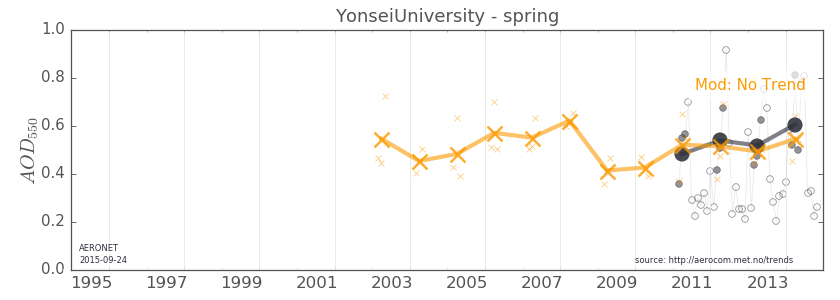 YonseiUniversity - spring
1.0
0.8
0.6
0.4
0.2
0.0
AOD550
Mod: No Trend
AERONET
2015-09-24
source: http://aerocom.met.no/trends
1995 1997 1999 2001 2003 2005 2007 2009 2011 2013